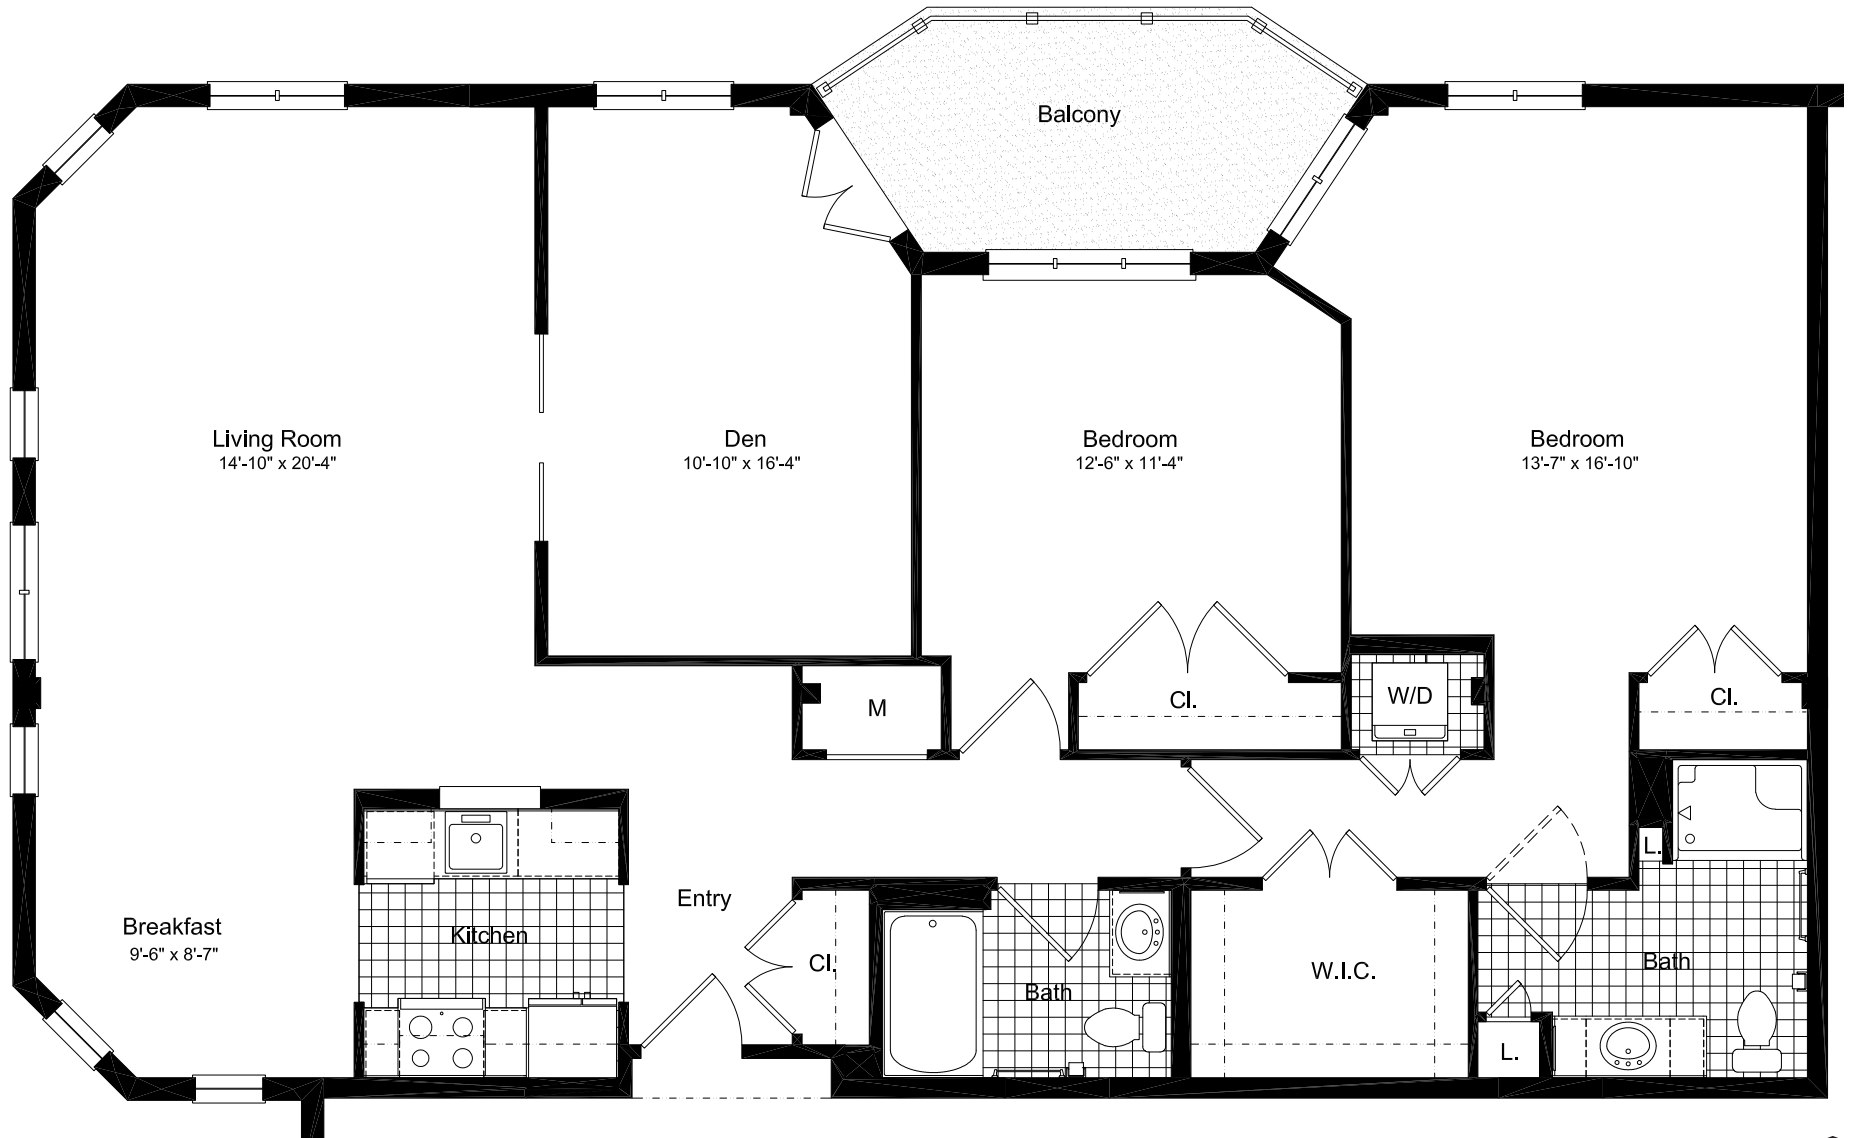 Balcony
Living Room
14'-10" x 20'-4"
Den
10'-10" x 16'-4"
Bedroom
12'-6" x 11'-4"
Bedroom
13'-7" x 16'-10"
M
Cl.
W/D
Cl.
L.
Entry
Breakfast
9'-6" x 8'-7"
Kitchen
Cl.
Bath
W.I.C.
Bath
L.